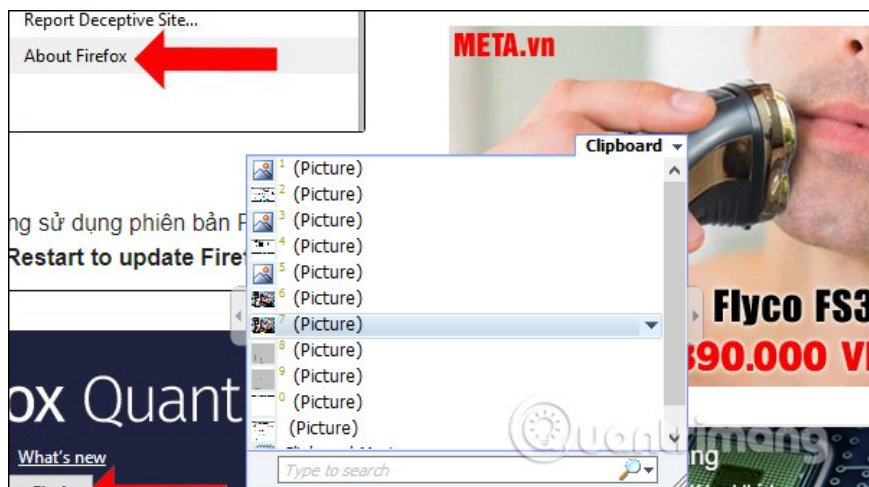 Report Deceptive Site...
About Firefox
META.vn
Clipboard
1 (Picture)
2 (Picture)
3 (Picture)
4 (Picture)
5 (Picture)
6 (Picture)
7 (Picture)
8 (Picture)
9 (Picture)
0 (Picture)
(Picture)
Type to search
ng sử dụng phiên bản F
Restart to update Firef
Flyco FS3
390.000 V
ox Quant
What's new
Quantrimang
ng